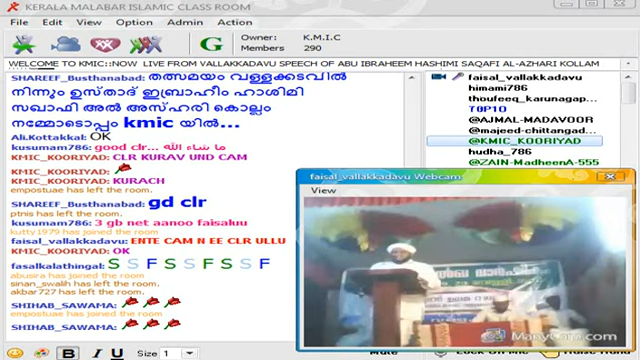 KERALA MALABAR ISLAMIC CLASS ROOM
File Edit View Option Admin Action
G
Owner: K.M.I.C
Members 290
WELCOME TO KMIC::NOW LIVE FROM VALLAKKADAVU SPEECH OF ABU IBRAHEEM HASHIMI SAQAFI AL-AZHARI KOLLAM
SHAREEF_Busthanabad: തത്സമയം വള്ളക്കടവിൽ
നിന്നും ഉസ്താദ് ഇബ്രാഹീം ഹാശിമി
സഖാഫി അൽ അസ്ഹരി കൊല്ലം
നമ്മോടൊപ്പം kmic യിൽ...
Ali.Kottakkal: OK
kusumam786: good clr... ما شاء الله
KMIC_KOORIYAD: CLR KURAV UND CAM
KMIC_KOORIYAD:
KMIC_KOORIYAD: KURACH
empostuae has left the room.
SHAREEF_Busthanabad: gd clr
ptnis has left the room.
kusumam786: 3 gb net aanoo faisaluu
kutty1979 has joined the room
faisal_vallakkadavu: ENTE CAM N EE CLR ULLU
KMIC_KOORIYAD: OK
fasalkalathingal: S S F S S F S S F
abusira has joined the room
sinan_swalih has left the room.
akbar727 has left the room.
SHIHAB_SAWAMA:
empostuae has joined the room
SHIHAB_SAWAMA:
faisal_vallakkadavu
himami786
thoufeeq_karunagap...
T0P10
@AJMAL-MADAVOOR
@majeed-chittangad...
@KMIC_KOORIYAD
hudha_786
@ZAIN-MadheenA-555
faisal_vallakkadavu Webcam
View
ManyCam.com
B I U Size 1
Mute